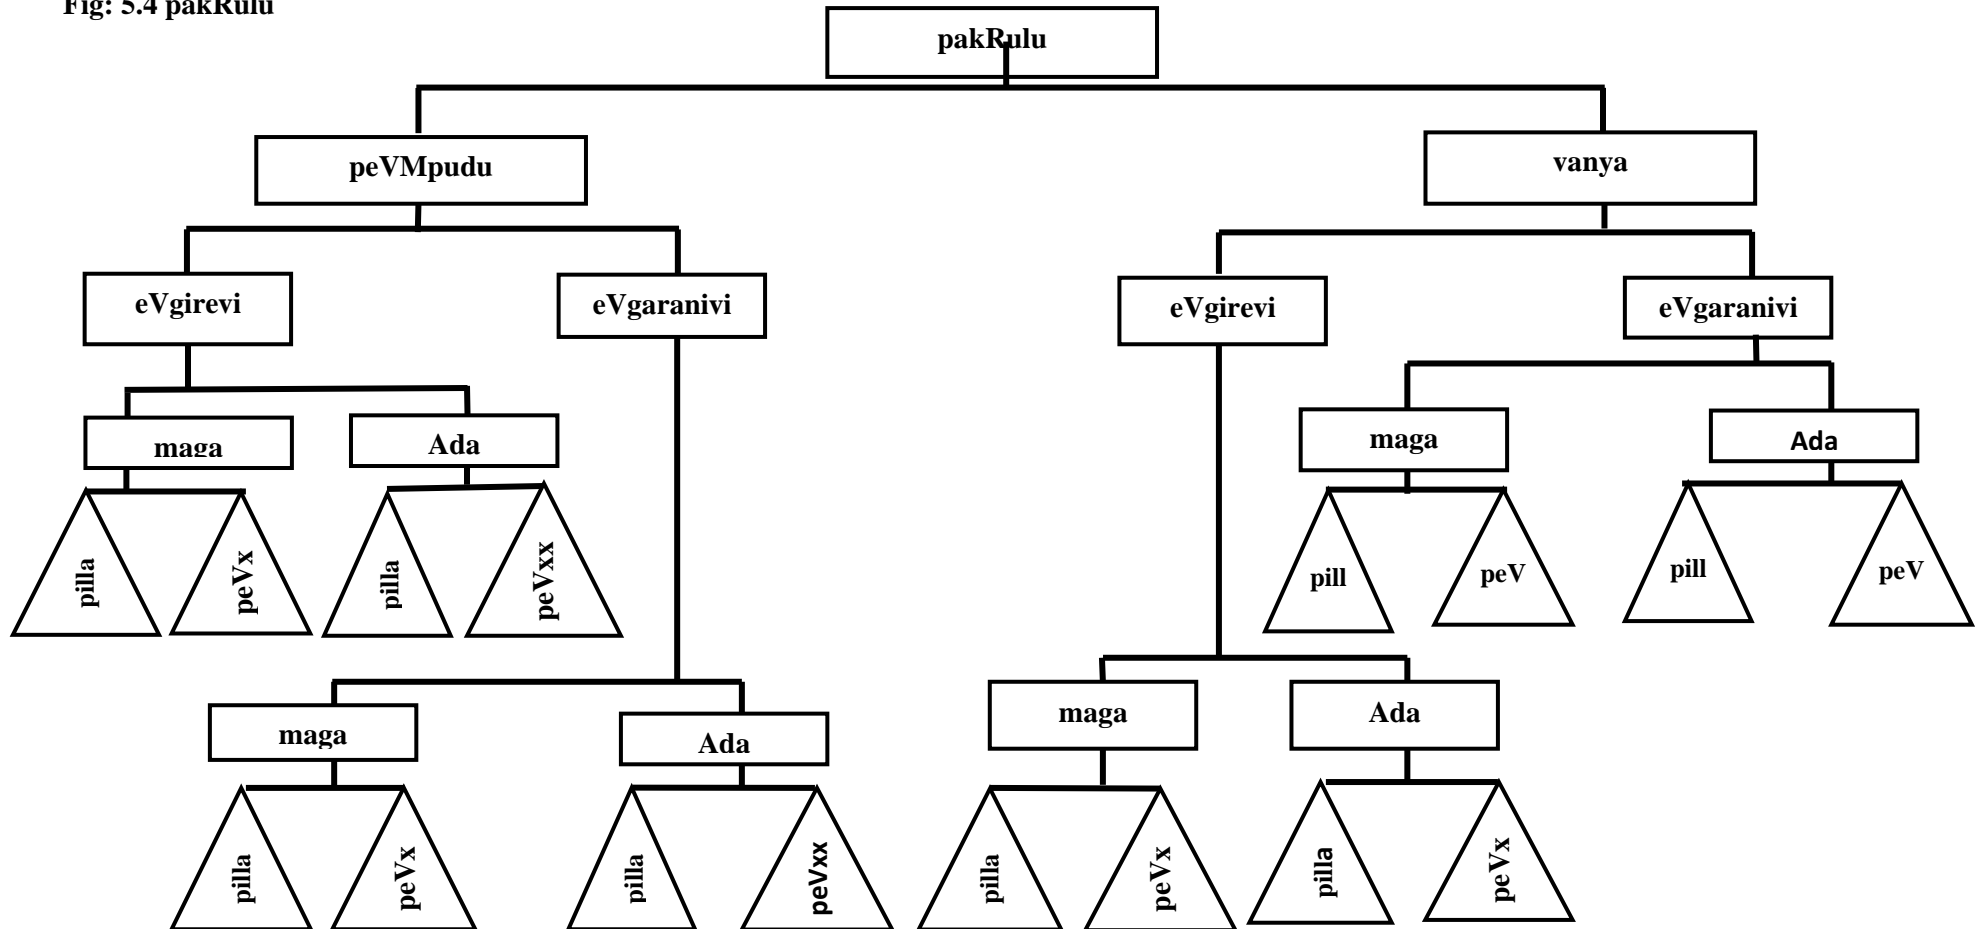 Fig: 5.4 pakRulu
pakRulu
peVMpudu
vanya
eVgirevi
eVgaranivi
eVgirevi
eVgaranivi
maga
Ada
maga
Ada
pilla
peVx
pilla
peVxx
pill
peV
pill
peV
maga
Ada
maga
Ada
pilla
peVx
pilla
peVxx
pilla
peVx
pilla
peVx